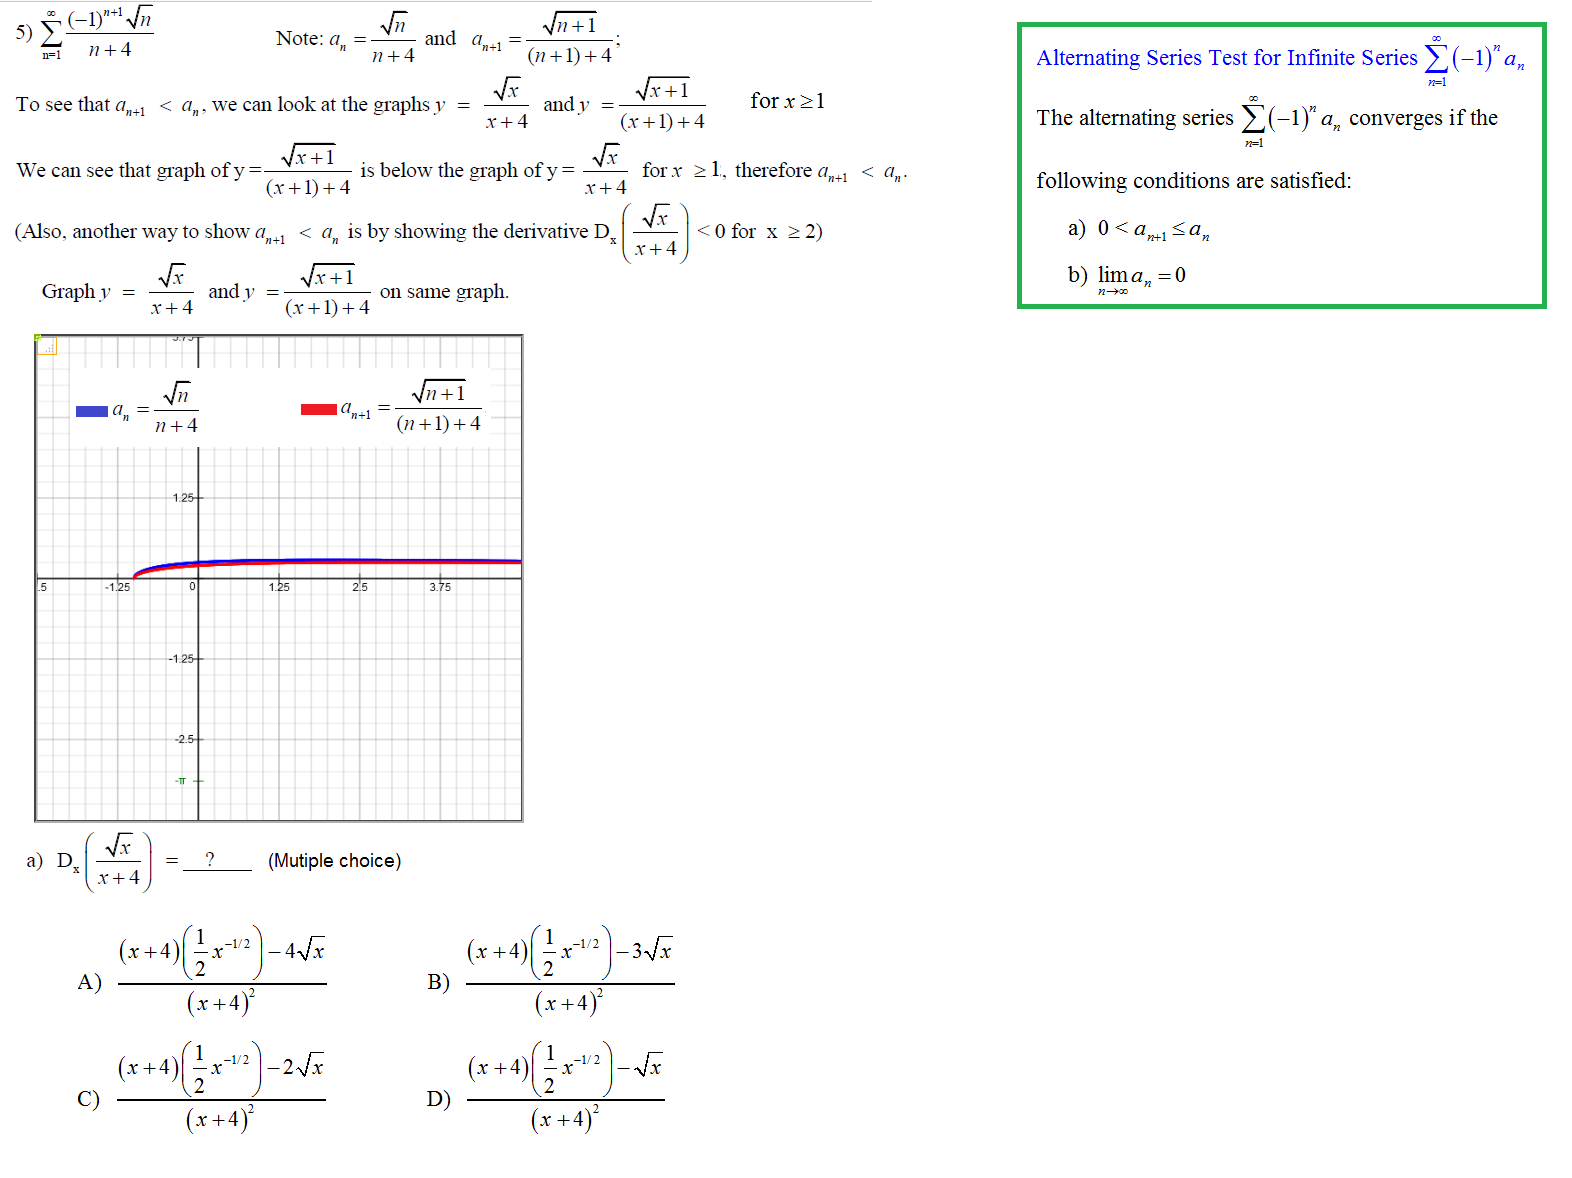 5) $\sum_{n=1}^{\infty} \frac{(-1)^{n+1}\sqrt{n}}{n+4}$ Note: $a_n = \frac{\sqrt{n}}{n+4}$ and $a_{n+1} = \frac{\sqrt{n+1}}{(n+1)+4}$;
To see that $a_{n+1} < a_n$, we can look at the graphs $y = \frac{\sqrt{x}}{x+4}$ and $y = \frac{\sqrt{x+1}}{(x+1)+4}$ for $x \geq 1$
We can see that graph of $y = \frac{\sqrt{x+1}}{(x+1)+4}$ is below the graph of $y = \frac{\sqrt{x}}{x+4}$ for $x \geq 1$, therefore $a_{n+1} < a_n$.
(Also, another way to show $a_{n+1} < a_n$ is by showing the derivative $D_x\left(\frac{\sqrt{x}}{x+4}\right) < 0$ for $x \geq 2$)
Graph $y = \frac{\sqrt{x}}{x+4}$ and $y = \frac{\sqrt{x+1}}{(x+1)+4}$ on same graph.
$a_n = \frac{\sqrt{n}}{n+4}$ $a_{n+1} = \frac{\sqrt{n+1}}{(n+1)+4}$
1.25
.5 -1.25 0 1.25 2.5 3.75
-1.25
-2.5
-π
a) $D_x\left(\frac{\sqrt{x}}{x+4}\right)$ = __?__ (Mutiple choice)
A) $\frac{(x+4)\left(\frac{1}{2}x^{-1/2}\right)-4\sqrt{x}}{(x+4)^2}$ B) $\frac{(x+4)\left(\frac{1}{2}x^{-1/2}\right)-3\sqrt{x}}{(x+4)^2}$
C) $\frac{(x+4)\left(\frac{1}{2}x^{-1/2}\right)-2\sqrt{x}}{(x+4)^2}$ D) $\frac{(x+4)\left(\frac{1}{2}x^{-1/2}\right)-\sqrt{x}}{(x+4)^2}$
Alternating Series Test for Infinite Series $\sum_{n=1}^{\infty} (-1)^n a_n$
The alternating series $\sum_{n=1}^{\infty} (-1)^n a_n$ converges if the
following conditions are satisfied:
a) $0 < a_{n+1} \leq a_n$
b) $\lim_{n \to \infty} a_n = 0$